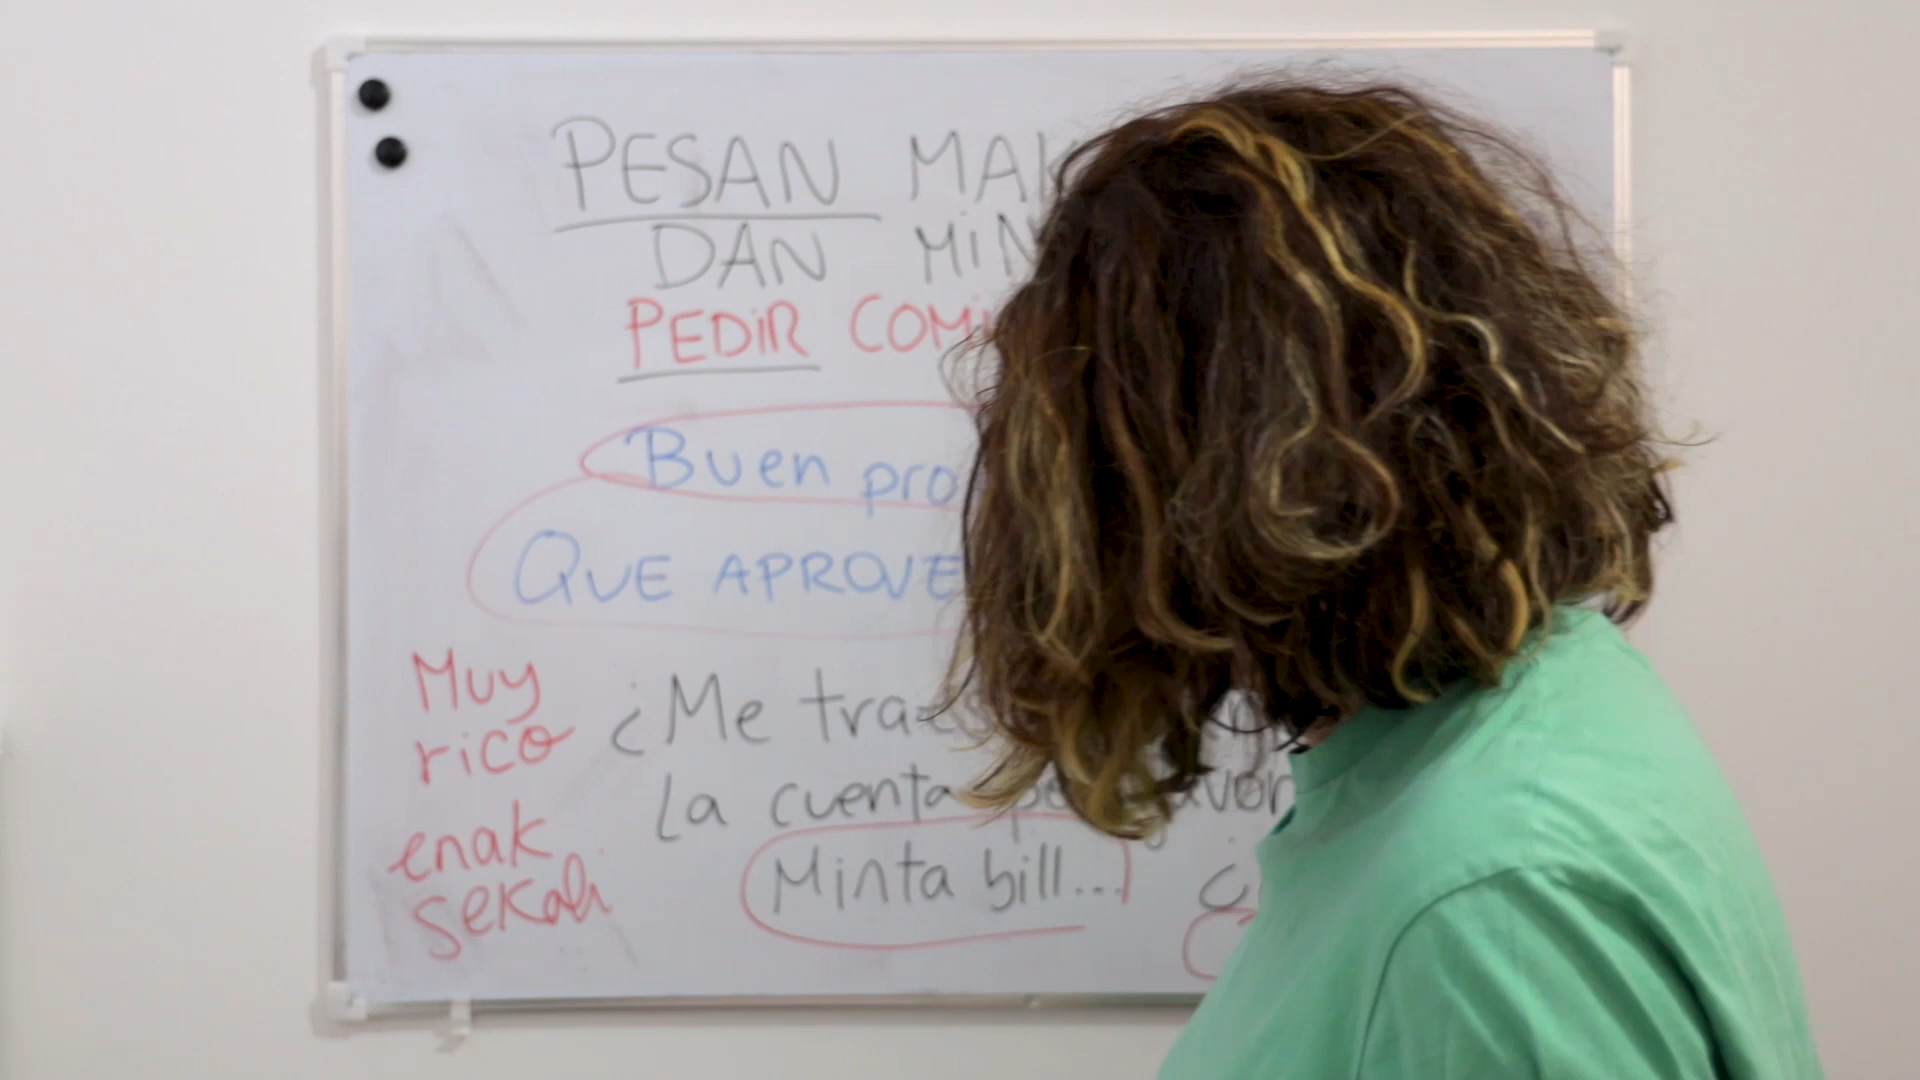 PESAN MAK
DAN MIN
PEDIR COMI
Buen pro
QUE APROVE
Muy
rico
¿Me traes
La cuenta por favor
enak
sekali
Minta bill...
¿